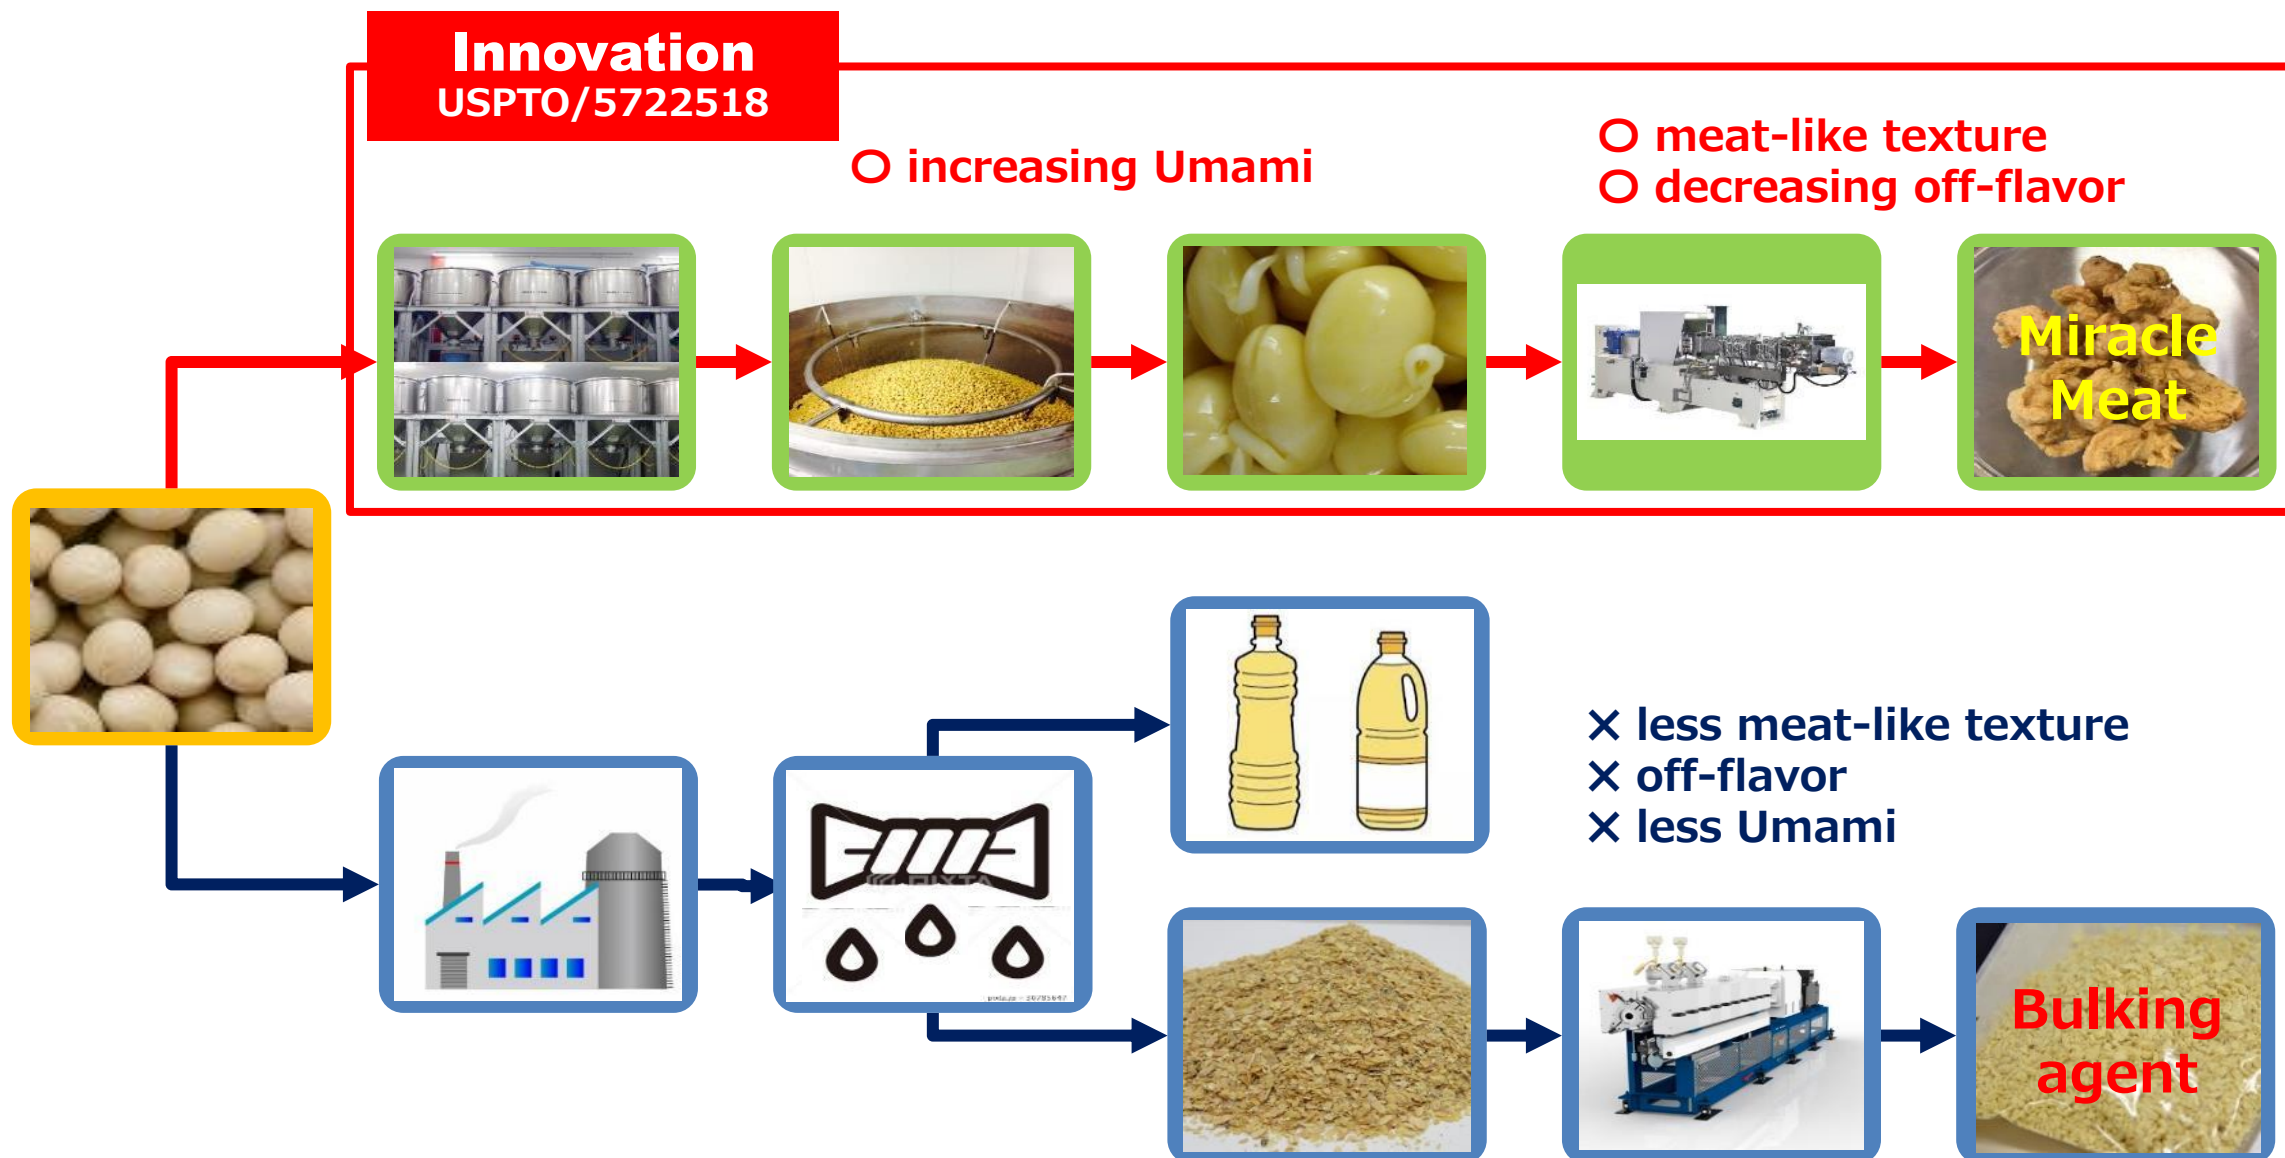 Innovation
USPTO/5722518
〇 increasing Umami
〇 meat-like texture
〇 decreasing off-flavor
Miracle
Meat
✕ less meat-like texture
✕ off-flavor
✕ less Umami
PIXTA
Bulking
agent